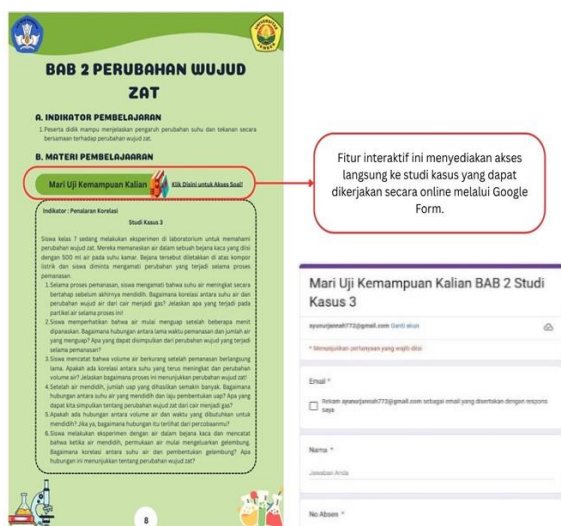 BAB 2 PERUBAHAN WUJUD
ZAT
A. INDIKATOR PEMBELAJARAN
1. Peserta didik mampu menjelaskan pengaruh perubahan suhu dan tekanan secara
bersamaan terhadap perubahan wujud zat.
B. MATERI PEMBELAJAARAN
Mari Uji Kemampuan Kalian
Klik Disini untuk Akses Soal!
Indikator : Penalaran Korelasi
Studi Kasus 3
Siswa kelas 7 sedang melakukan eksperimen di laboratorium untuk memahami
perubahan wujud zat. Mereka memanaskan air dalam sebuah bejana kaca yang diisi
dengan 500 ml air pada suhu kamar. Bejana tersebut diletakkan di atas kompor
listrik dan siswa diminta mengamati perubahan yang terjadi selama proses
pemanasan.
1. Selama proses pemanasan, siswa mengamati bahwa suhu air meningkat secara
bertahap sebelum akhirnya mendidih. Bagaimana korelasi antara suhu air dan
perubahan wujud air dari cair menjadi gas? Jelaskan apa yang terjadi pada
partikel air selama proses ini!
2. Siswa memperhatikan bahwa air mulai menguap setelah beberapa menit
dipanaskan. Bagaimana hubungan antara lama waktu pemanasan dan jumlah air
yang menguap? Apa yang dapat disimpulkan dari perubahan wujud yang terjadi
selama pemanasan?
3. Siswa mencatat bahwa volume air berkurang setelah pemanasan berlangsung
lama. Apakah ada korelasi antara suhu yang terus meningkat dan perubahan
volume air? Jelaskan bagaimana proses ini menunjukkan perubahan wujud zat!
4. Setelah air mendidih, jumlah uap yang dihasilkan semakin banyak. Bagaimana
hubungan antara suhu air yang mendidih dan laju pembentukan uap? Apa yang
dapat kita simpulkan tentang perubahan wujud zat dari cair menjadi gas?
5. Apakah ada hubungan antara volume air dan waktu yang dibutuhkan untuk
mendidih? Jika ya, bagaimana hubungan itu terlihat dari percobaanmu?
6. Siswa melakukan eksperimen dengan air dalam bejana kaca dan mencatat
bahwa ketika air mendidih, permukaan air mulai mengeluarkan gelembung.
Bagaimana korelasi antara suhu air dan pembentukan gelembung? Apa
hubungan ini menunjukkan tentang perubahan wujud zat?
8
Fitur interaktif ini menyediakan akses
langsung ke studi kasus yang dapat
dikerjakan secara online melalui Google
Form.
Mari Uji Kemampuan Kalian BAB 2 Studi
Kasus 3
ayunurjannah772@gmail.com Ganti akun
* Menunjukkan pertanyaan yang wajib diisi
Email *
Rekam ayunurjannah772@gmail.com sebagai email yang disertakan dengan respons
saya
Nama *
Jawaban Anda
No Absen *